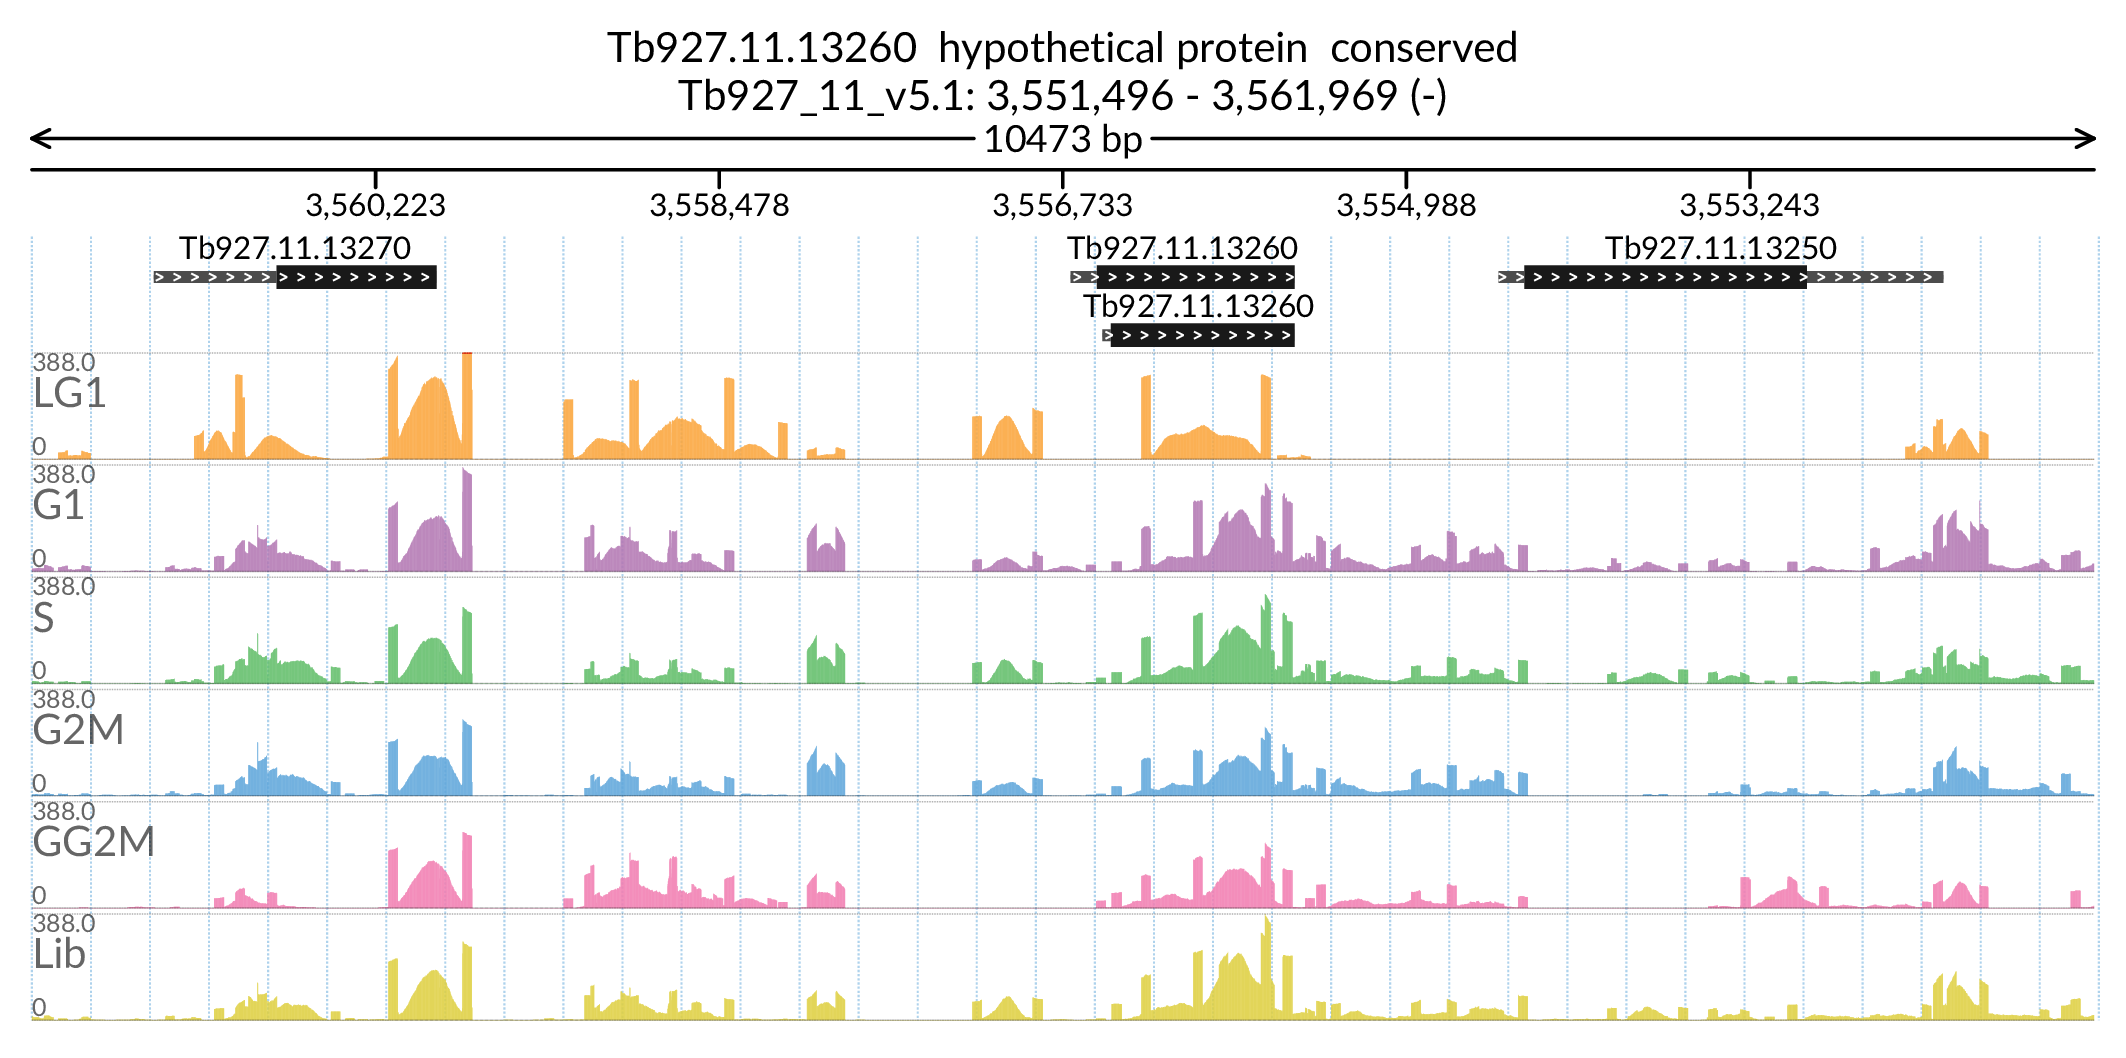 Tb927.11.13260 hypothetical protein conserved
Tb927_11_v5.1: 3,551,496 - 3,561,969 (-)
10473 bp
3,560,223 3,558,478 3,556,733 3,554,988 3,553,243
Tb927.11.13270 Tb927.11.13260 Tb927.11.13250
Tb927.11.13260
388.0
LG1
0
388.0
G1
0
388.0
S
0
388.0
G2M
0
388.0
GG2M
0
388.0
Lib
0